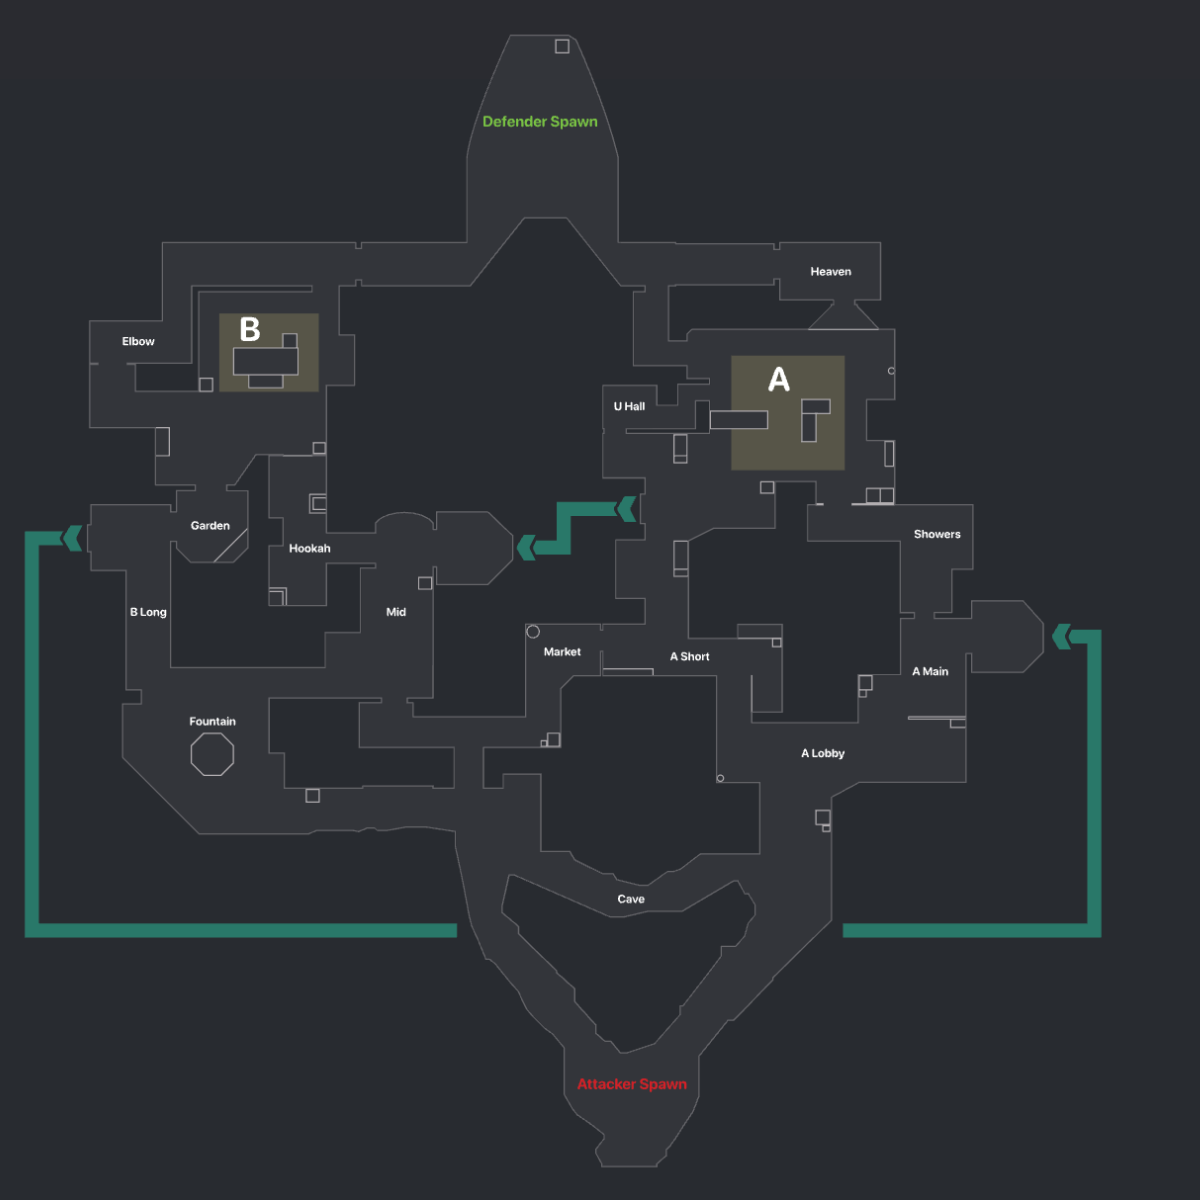 Defender Spawn
Heaven
B
Elbow
A
U Hall
Garden
Showers
Hookah
B Long
Mid
Market
A Short
A Main
Fountain
A Lobby
Cave
Attacker Spawn